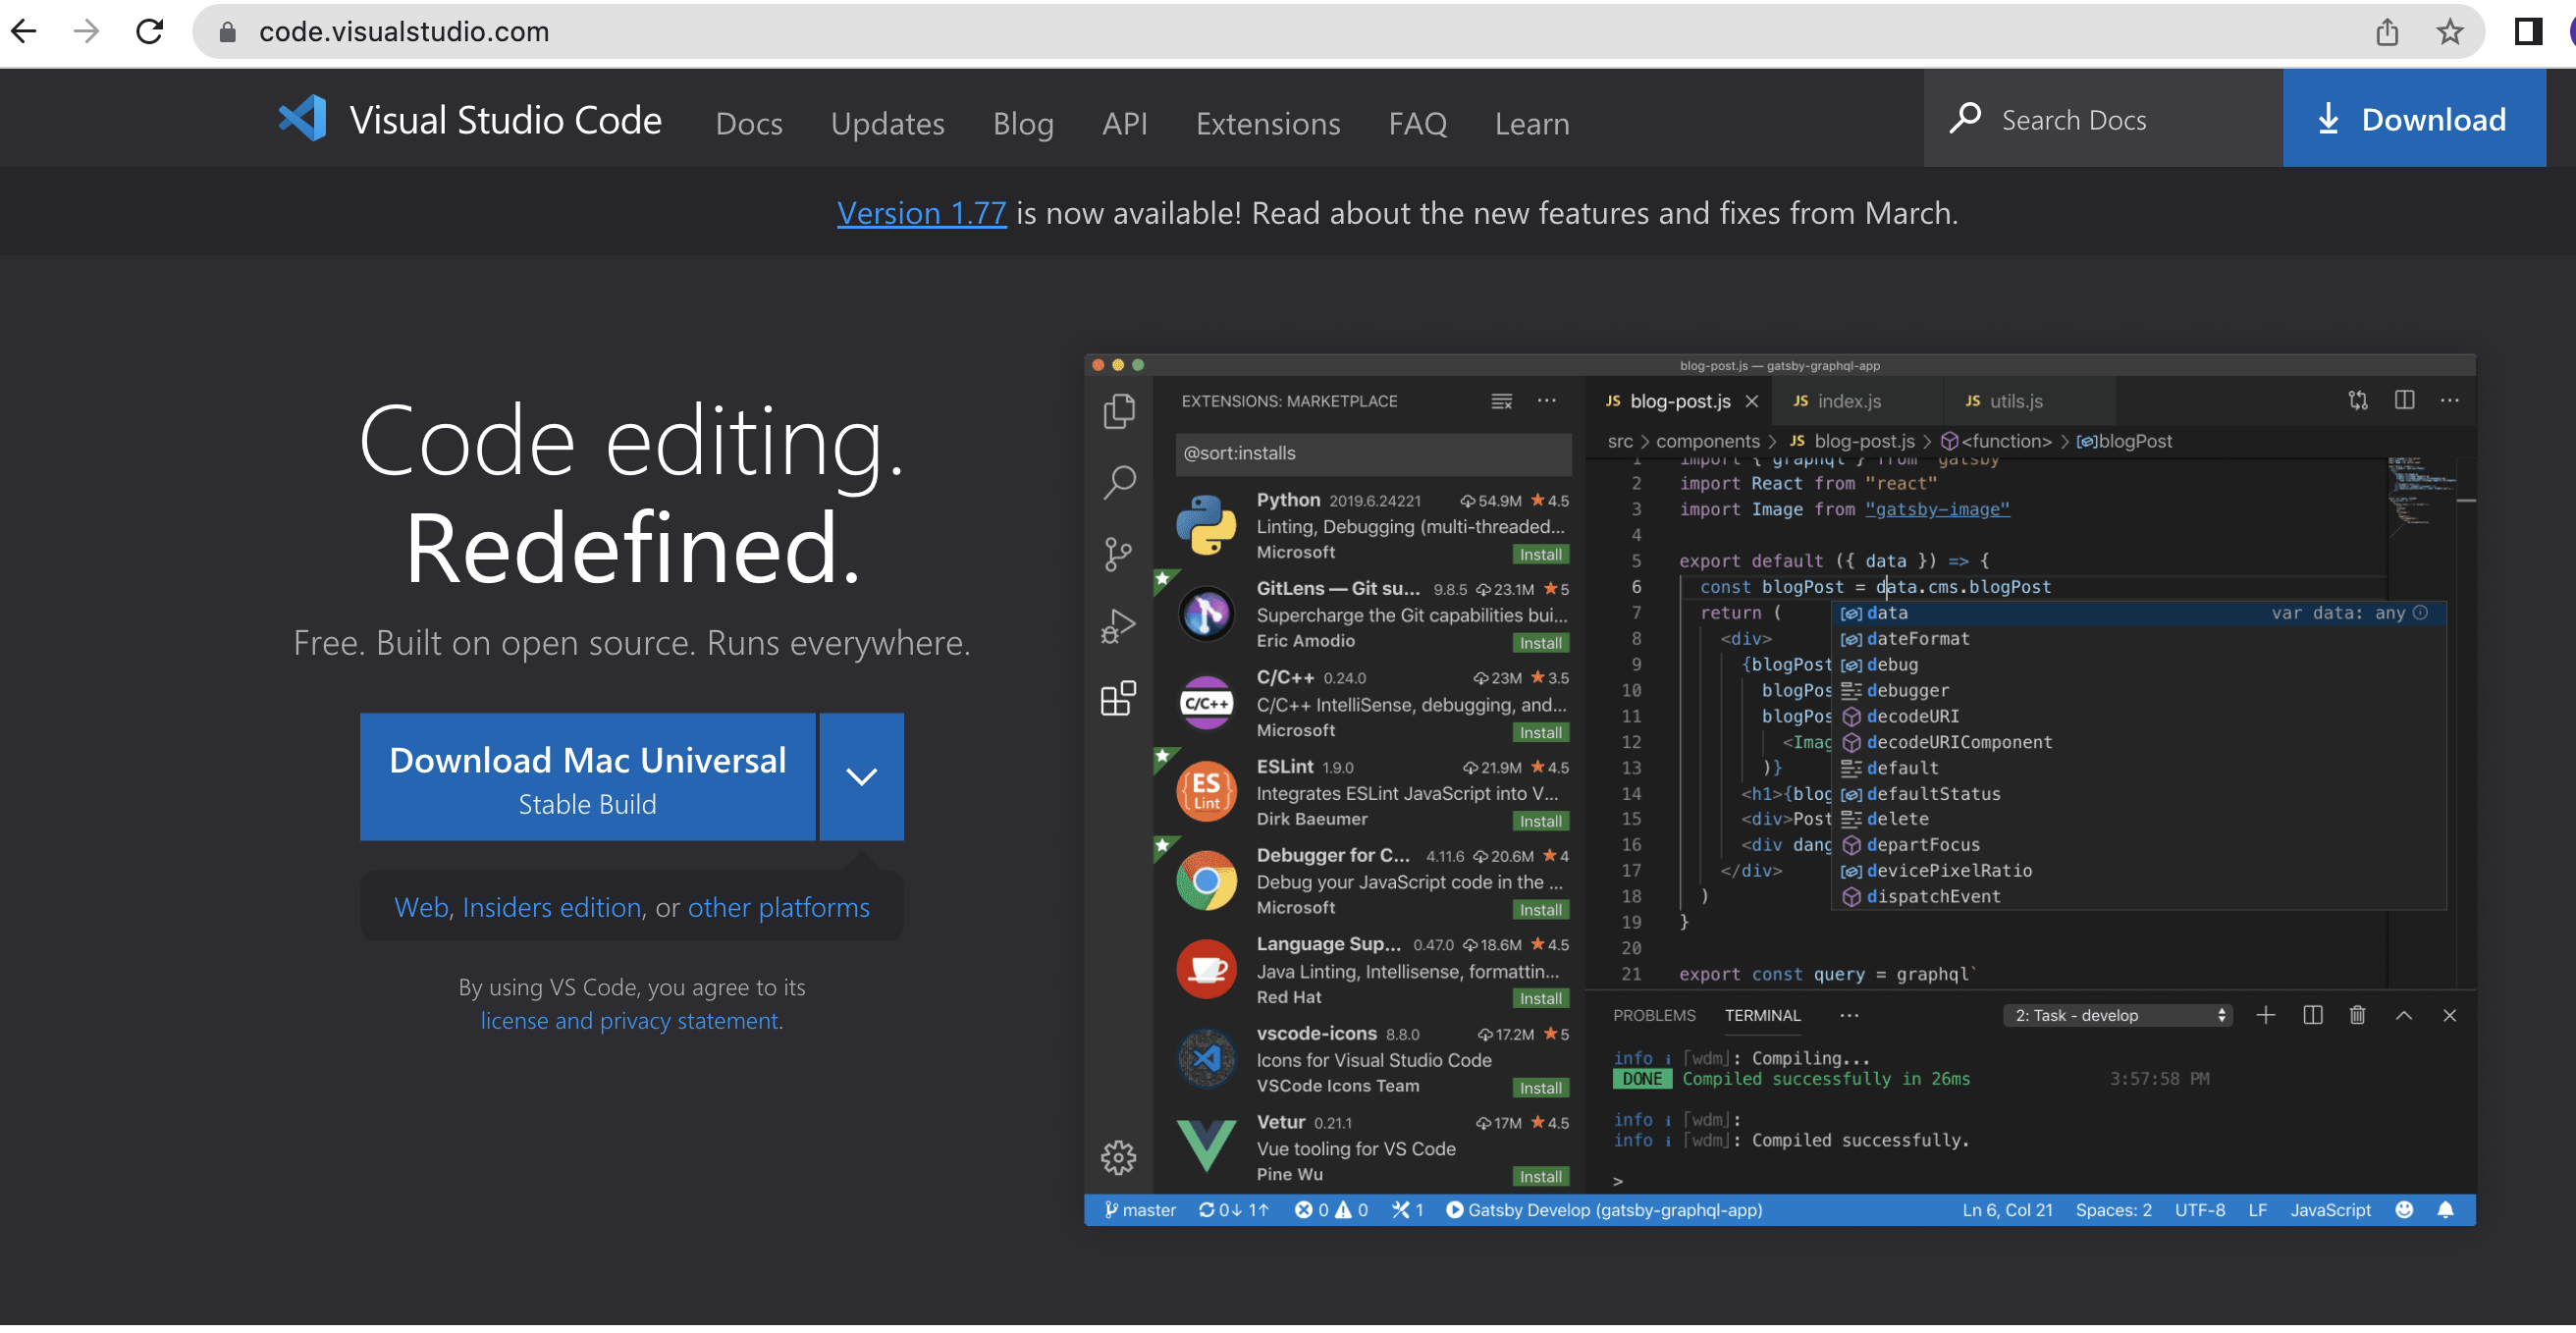 code.visualstudio.com
Visual Studio Code Docs Updates Blog API Extensions FAQ Learn Search Docs Download
Version 1.77 is now available! Read about the new features and fixes from March.
Code editing.
Redefined.
Free. Built on open source. Runs everywhere.
Download Mac Universal
Stable Build
Web, Insiders edition, or other platforms
By using VS Code, you agree to its
license and privacy statement.
blog-post.js — gatsby-graphql-app
EXTENSIONS: MARKETPLACE
@sort:installs
Python 2019.6.24221 54.9M 4.5
Linting, Debugging (multi-threaded...
Microsoft Install
GitLens — Git su... 9.8.5 23.1M 5
Supercharge the Git capabilities bui...
Eric Amodio Install
C/C++
C/C++ 0.24.0 23M 3.5
C/C++ IntelliSense, debugging, and...
Microsoft Install
ES
Lint
ESLint 1.9.0 21.9M 4.5
Integrates ESLint JavaScript into V...
Dirk Baeumer Install
Debugger for C... 4.11.6 20.6M 4
Debug your JavaScript code in the ...
Microsoft Install
Language Sup... 0.47.0 18.6M 4.5
Java Linting, Intellisense, formattin...
Red Hat Install
vscode-icons 8.8.0 17.2M 5
Icons for Visual Studio Code
VSCode Icons Team Install
Vetur 0.21.1 17M 4.5
Vue tooling for VS Code
Pine Wu Install
JS blog-post.js JS index.js JS utils.js
src > components > JS blog-post.js > <function> > blogPost
1 import { graphql } from "gatsby"
2 import React from "react"
3 import Image from "gatsby-image"
4
5 export default ({ data }) => {
6 const blogPost = data.cms.blogPost
7 return (
8 <div>
9 {blogPost
10 blogPos
11 blogPos
12 <Imag
13 )}
14 <h1>{blog
15 <div>Post
16 <div dang
17 </div>
18 )
19 }
20
21 export const query = graphql`
data var data: any
dateFormat
debug
debugger
decodeURI
decodeURIComponent
default
defaultStatus
delete
departFocus
devicePixelRatio
dispatchEvent
PROBLEMS TERMINAL ··· 2: Task - develop
info i ｢wdm｣: Compiling...
DONE Compiled successfully in 26ms 3:57:58 PM
info i ｢wdm｣:
info i ｢wdm｣: Compiled successfully.
>
master 0↓ 1↑ 0 0 1 Gatsby Develop (gatsby-graphql-app) Ln 6, Col 21 Spaces: 2 UTF-8 LF JavaScript